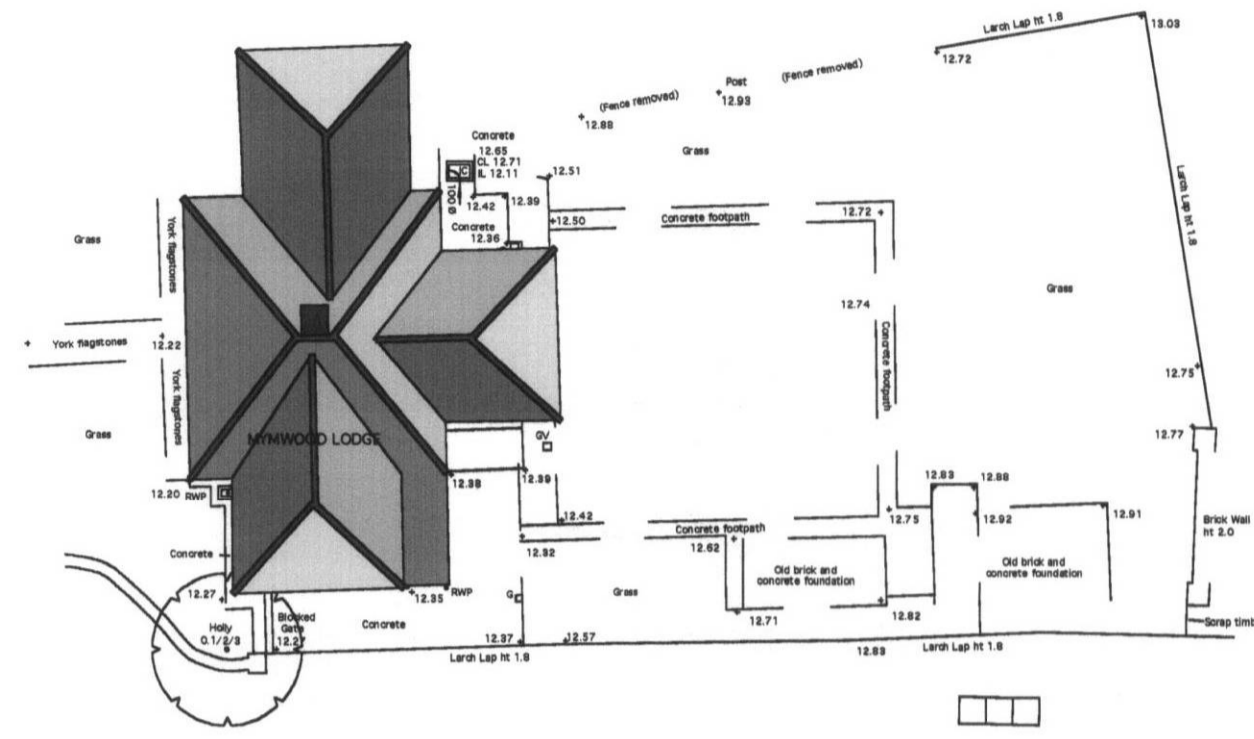 Larch Lap ht 1.8
13.03
12.72
(Fence removed)
Post
12.93
(Fence removed)
12.88
Concrete
12.65
CL 12.71
IL 12.11
IC
100 Ø
12.42
12.39
12.51
Grass
Larch Lap ht 1.8
Concrete
12.36
12.50
Concrete footpath
12.72
Grass
York flagstones
Grass
12.74
Concrete footpath
York flagstones
12.22
York flagstones
12.75
Grass
MYMWOOD LODGE
GV
12.77
12.20
RWP
12.38
12.39
12.83
12.88
12.42
Concrete footpath
12.75
12.92
12.91
Brick Wall
ht 2.0
12.32
12.62
Concrete
Old brick and
concrete foundation
Old brick and
concrete foundation
12.27
12.35
RWP
G
Grass
12.71
12.82
Holly
0.1/2/3
Blocked
Gate
12.27
Concrete
12.37
12.57
12.83
Scrap timb
Larch Lap ht 1.8
Larch Lap ht 1.8